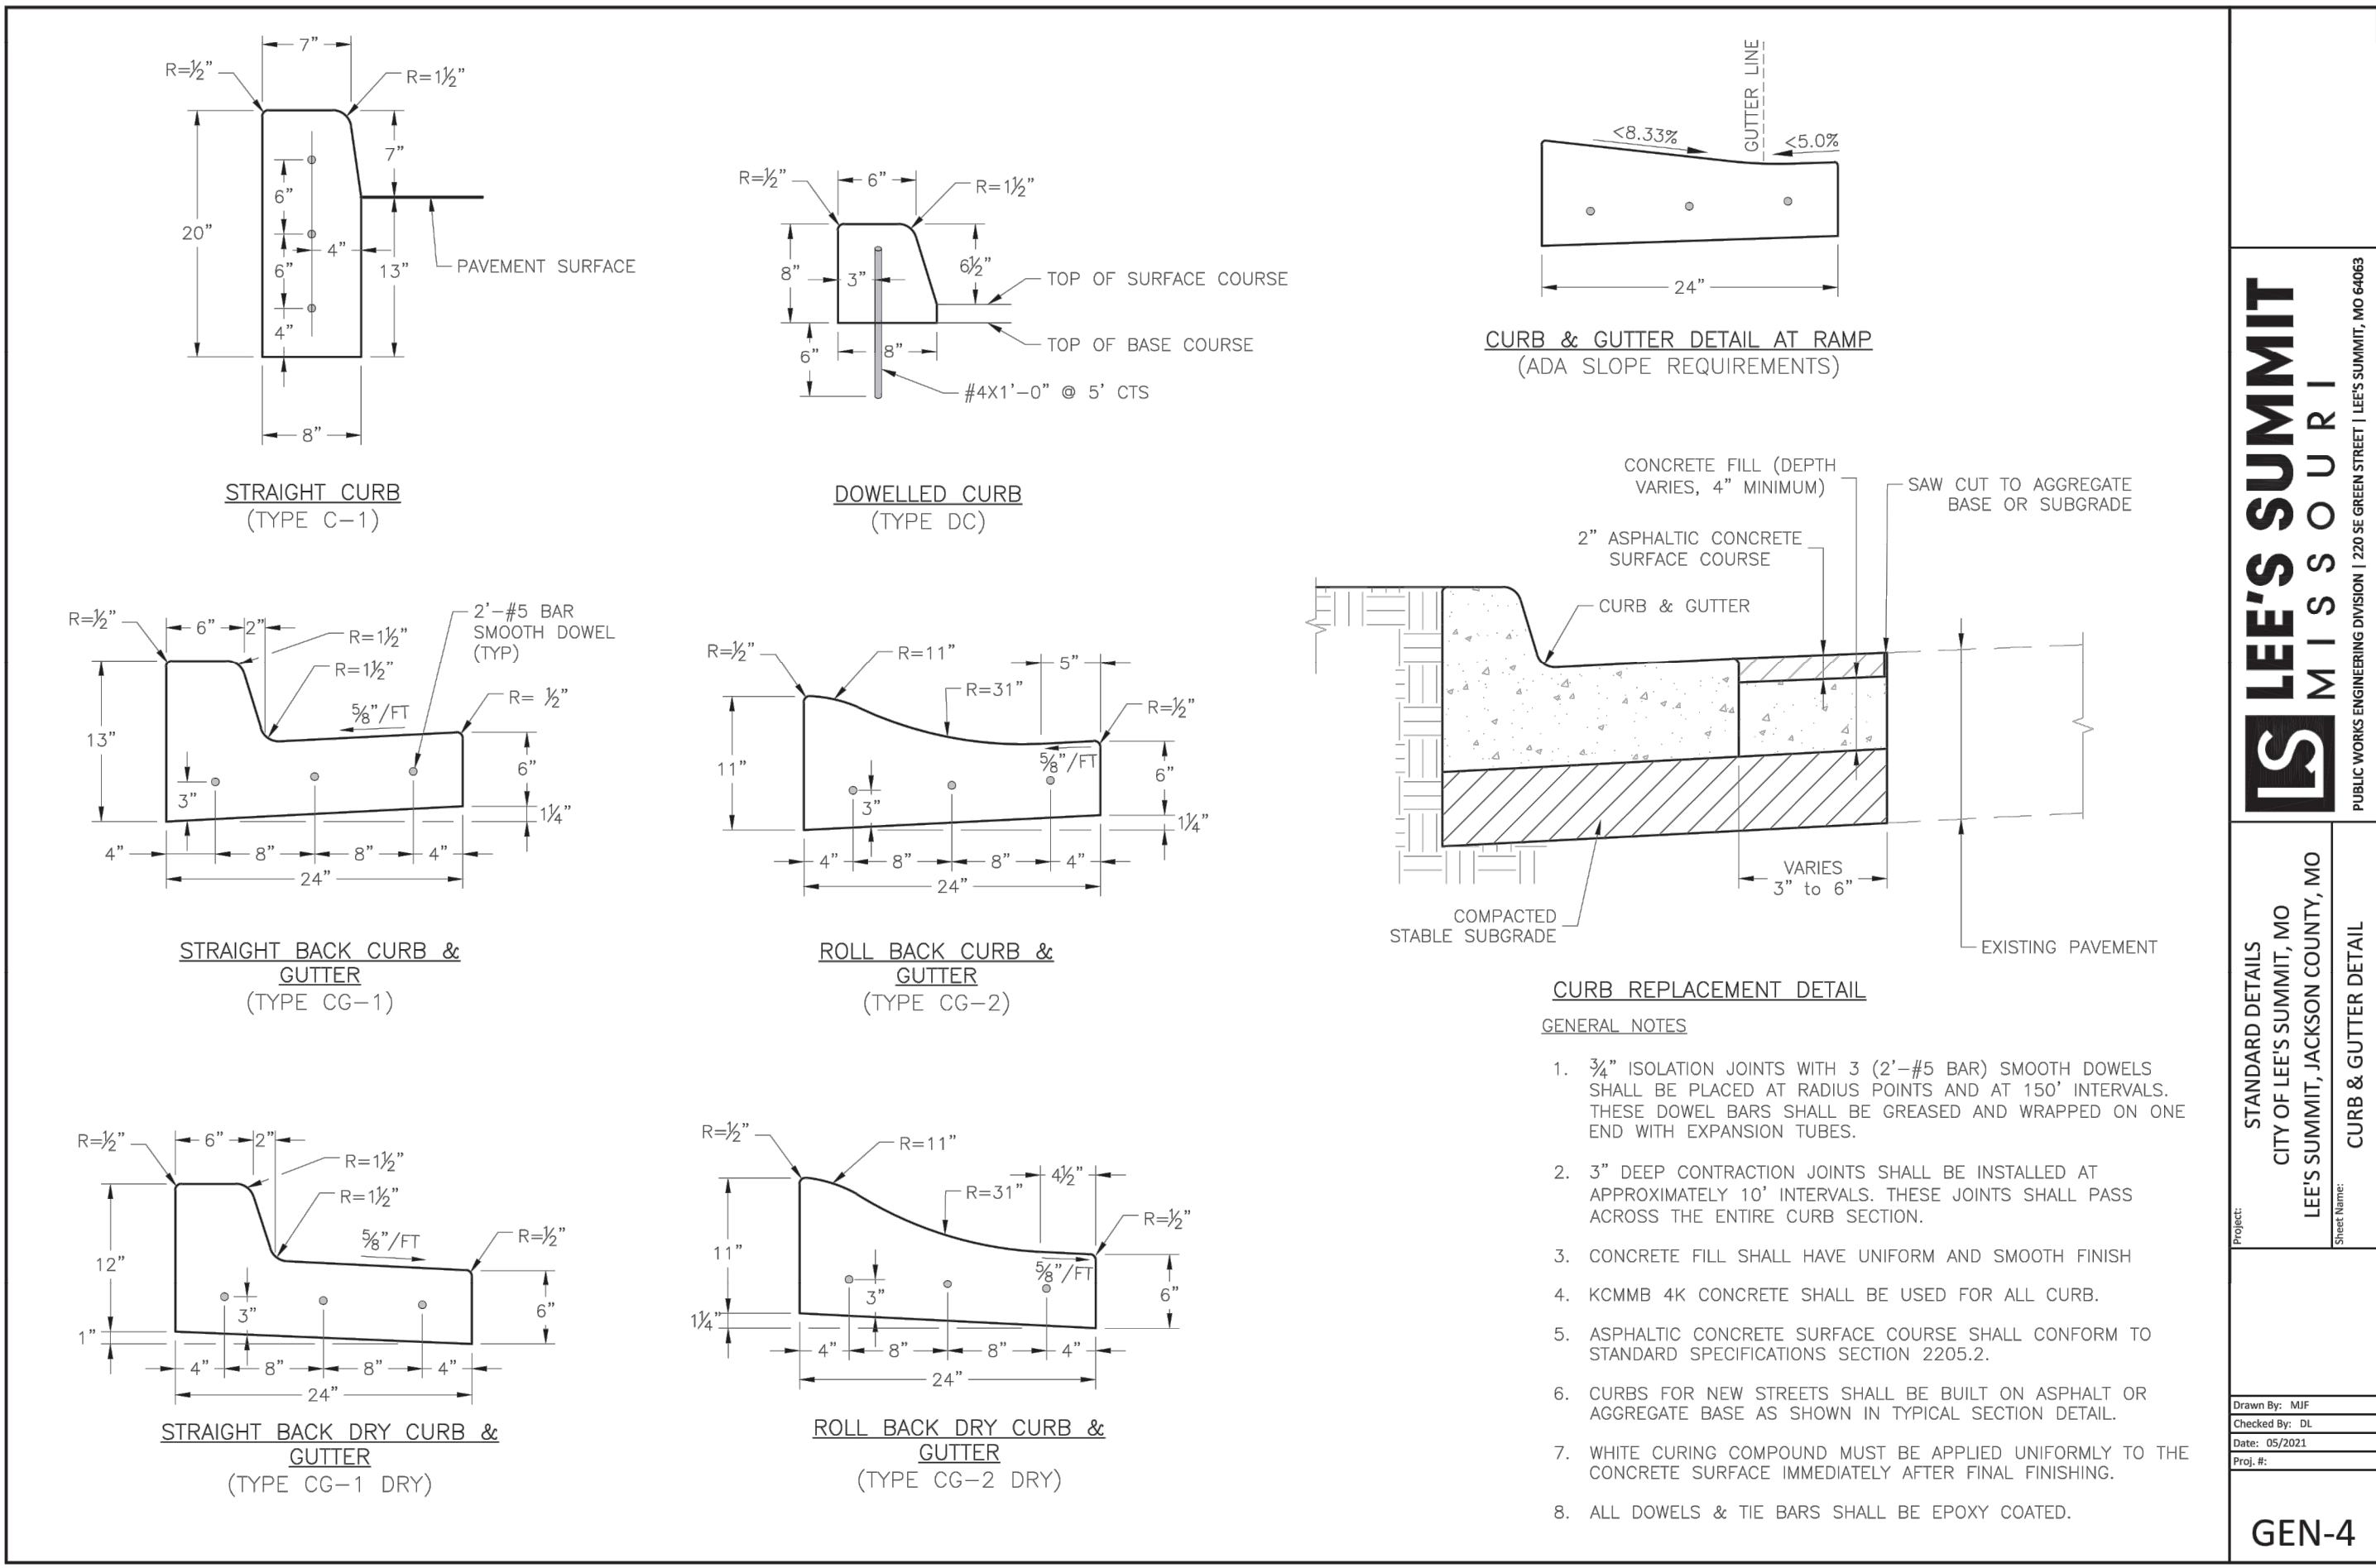 7"
R=½"
R=1½"
7"
6"
20"
4"
6"
13"
PAVEMENT SURFACE
4"
8"
STRAIGHT CURB
(TYPE C-1)
R=½"
6"
R=1½"
8"
3"
6½"
TOP OF SURFACE COURSE
6"
8"
TOP OF BASE COURSE
#4X1'-0" @ 5' CTS
DOWELLED CURB
(TYPE DC)
GUTTER LINE
<8.33%
<5.0%
24"
CURB & GUTTER DETAIL AT RAMP
(ADA SLOPE REQUIREMENTS)
R=½"
6"
2"
R=1½"
R=1½"
2'-#5 BAR
SMOOTH DOWEL
(TYP)
R= ½"
⅝"/FT
13"
6"
3"
1¼"
4"
8"
8"
4"
24"
STRAIGHT BACK CURB &
GUTTER
(TYPE CG-1)
R=½"
R=11"
5"
R=31"
R=½"
11"
⅝"/FT
6"
3"
1¼"
4"
8"
8"
4"
24"
ROLL BACK CURB &
GUTTER
(TYPE CG-2)
CONCRETE FILL (DEPTH
VARIES, 4" MINIMUM)
SAW CUT TO AGGREGATE
BASE OR SUBGRADE
2" ASPHALTIC CONCRETE
SURFACE COURSE
CURB & GUTTER
VARIES
3" to 6"
COMPACTED
STABLE SUBGRADE
EXISTING PAVEMENT
CURB REPLACEMENT DETAIL
R=½"
6"
2"
R=1½"
R=1½"
⅝"/FT
R=½"
12"
3"
6"
1"
4"
8"
8"
4"
24"
STRAIGHT BACK DRY CURB &
GUTTER
(TYPE CG-1 DRY)
R=½"
R=11"
4½"
R=31"
R=½"
11"
⅝"/FT
3"
6"
1¼"
4"
8"
8"
4"
24"
ROLL BACK DRY CURB &
GUTTER
(TYPE CG-2 DRY)
GENERAL NOTES
1. ¾" ISOLATION JOINTS WITH 3 (2'-#5 BAR) SMOOTH DOWELS
SHALL BE PLACED AT RADIUS POINTS AND AT 150' INTERVALS.
THESE DOWEL BARS SHALL BE GREASED AND WRAPPED ON ONE
END WITH EXPANSION TUBES.
2. 3" DEEP CONTRACTION JOINTS SHALL BE INSTALLED AT
APPROXIMATELY 10' INTERVALS. THESE JOINTS SHALL PASS
ACROSS THE ENTIRE CURB SECTION.
3. CONCRETE FILL SHALL HAVE UNIFORM AND SMOOTH FINISH
4. KCMMB 4K CONCRETE SHALL BE USED FOR ALL CURB.
5. ASPHALTIC CONCRETE SURFACE COURSE SHALL CONFORM TO
STANDARD SPECIFICATIONS SECTION 2205.2.
6. CURBS FOR NEW STREETS SHALL BE BUILT ON ASPHALT OR
AGGREGATE BASE AS SHOWN IN TYPICAL SECTION DETAIL.
7. WHITE CURING COMPOUND MUST BE APPLIED UNIFORMLY TO THE
CONCRETE SURFACE IMMEDIATELY AFTER FINAL FINISHING.
8. ALL DOWELS & TIE BARS SHALL BE EPOXY COATED.
LS LEE'S SUMMIT
MISSOURI
PUBLIC WORKS ENGINEERING DIVISION | 220 SE GREEN STREET | LEE'S SUMMIT, MO 64063
Project:
STANDARD DETAILS
CITY OF LEE'S SUMMIT, MO
LEE'S SUMMIT, JACKSON COUNTY, MO
Sheet Name:
CURB & GUTTER DETAIL
Drawn By: MJF
Checked By: DL
Date: 05/2021
Proj. #:
GEN-4